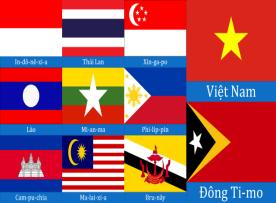 In-đô-nê-xi-a
Thái Lan
Xin-ga-po
Việt Nam
Lào
Mi-an-ma
Phi-líp-pin
Cam-pu-chia
Ma-lai-xi-a
Bru-nây
Đông Ti-mo